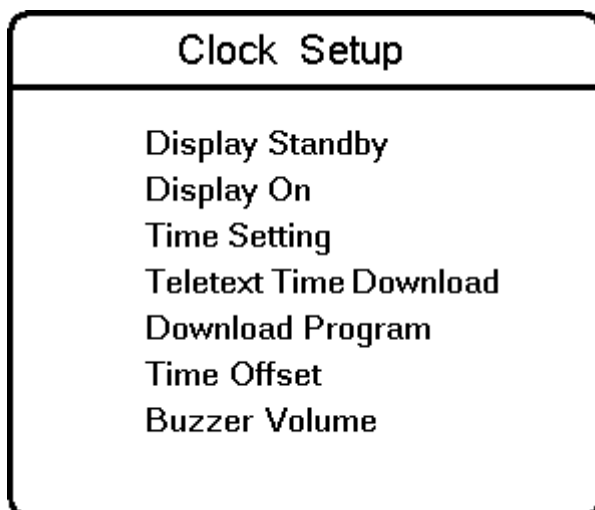 Clock Setup
Display Standby
Display On
Time Setting
Teletext Time Download
Download Program
Time Offset
Buzzer Volume